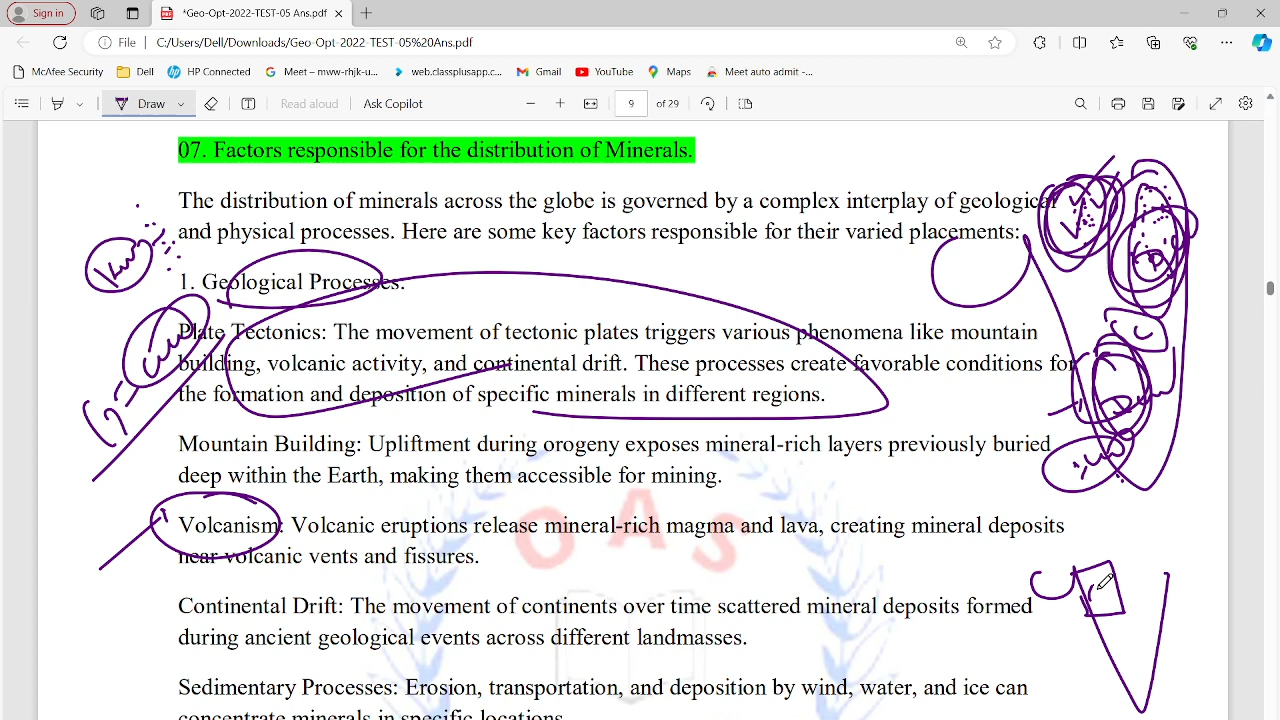 Sign in
*Geo-Opt-2022-TEST-05 Ans.pdf
File C:/Users/Dell/Downloads/Geo-Opt-2022-TEST-05%20Ans.pdf
McAfee Security Dell HP Connected Meet – mww-rhjk-u... web.classplusapp.c... Gmail YouTube Maps Meet auto admit -...
Draw Read aloud Ask Copilot 9 of 29
07. Factors responsible for the distribution of Minerals.
The distribution of minerals across the globe is governed by a complex interplay of geological
and physical processes. Here are some key factors responsible for their varied placements:
1. Geological Processes:
Plate Tectonics: The movement of tectonic plates triggers various phenomena like mountain
building, volcanic activity, and continental drift. These processes create favorable conditions for
the formation and deposition of specific minerals in different regions.
Mountain Building: Upliftment during orogeny exposes mineral-rich layers previously buried
deep within the Earth, making them accessible for mining.
Volcanism: Volcanic eruptions release mineral-rich magma and lava, creating mineral deposits
near volcanic vents and fissures.
Continental Drift: The movement of continents over time scattered mineral deposits formed
during ancient geological events across different landmasses.
Sedimentary Processes: Erosion, transportation, and deposition by wind, water, and ice can
concentrate minerals in specific locations.
OAS